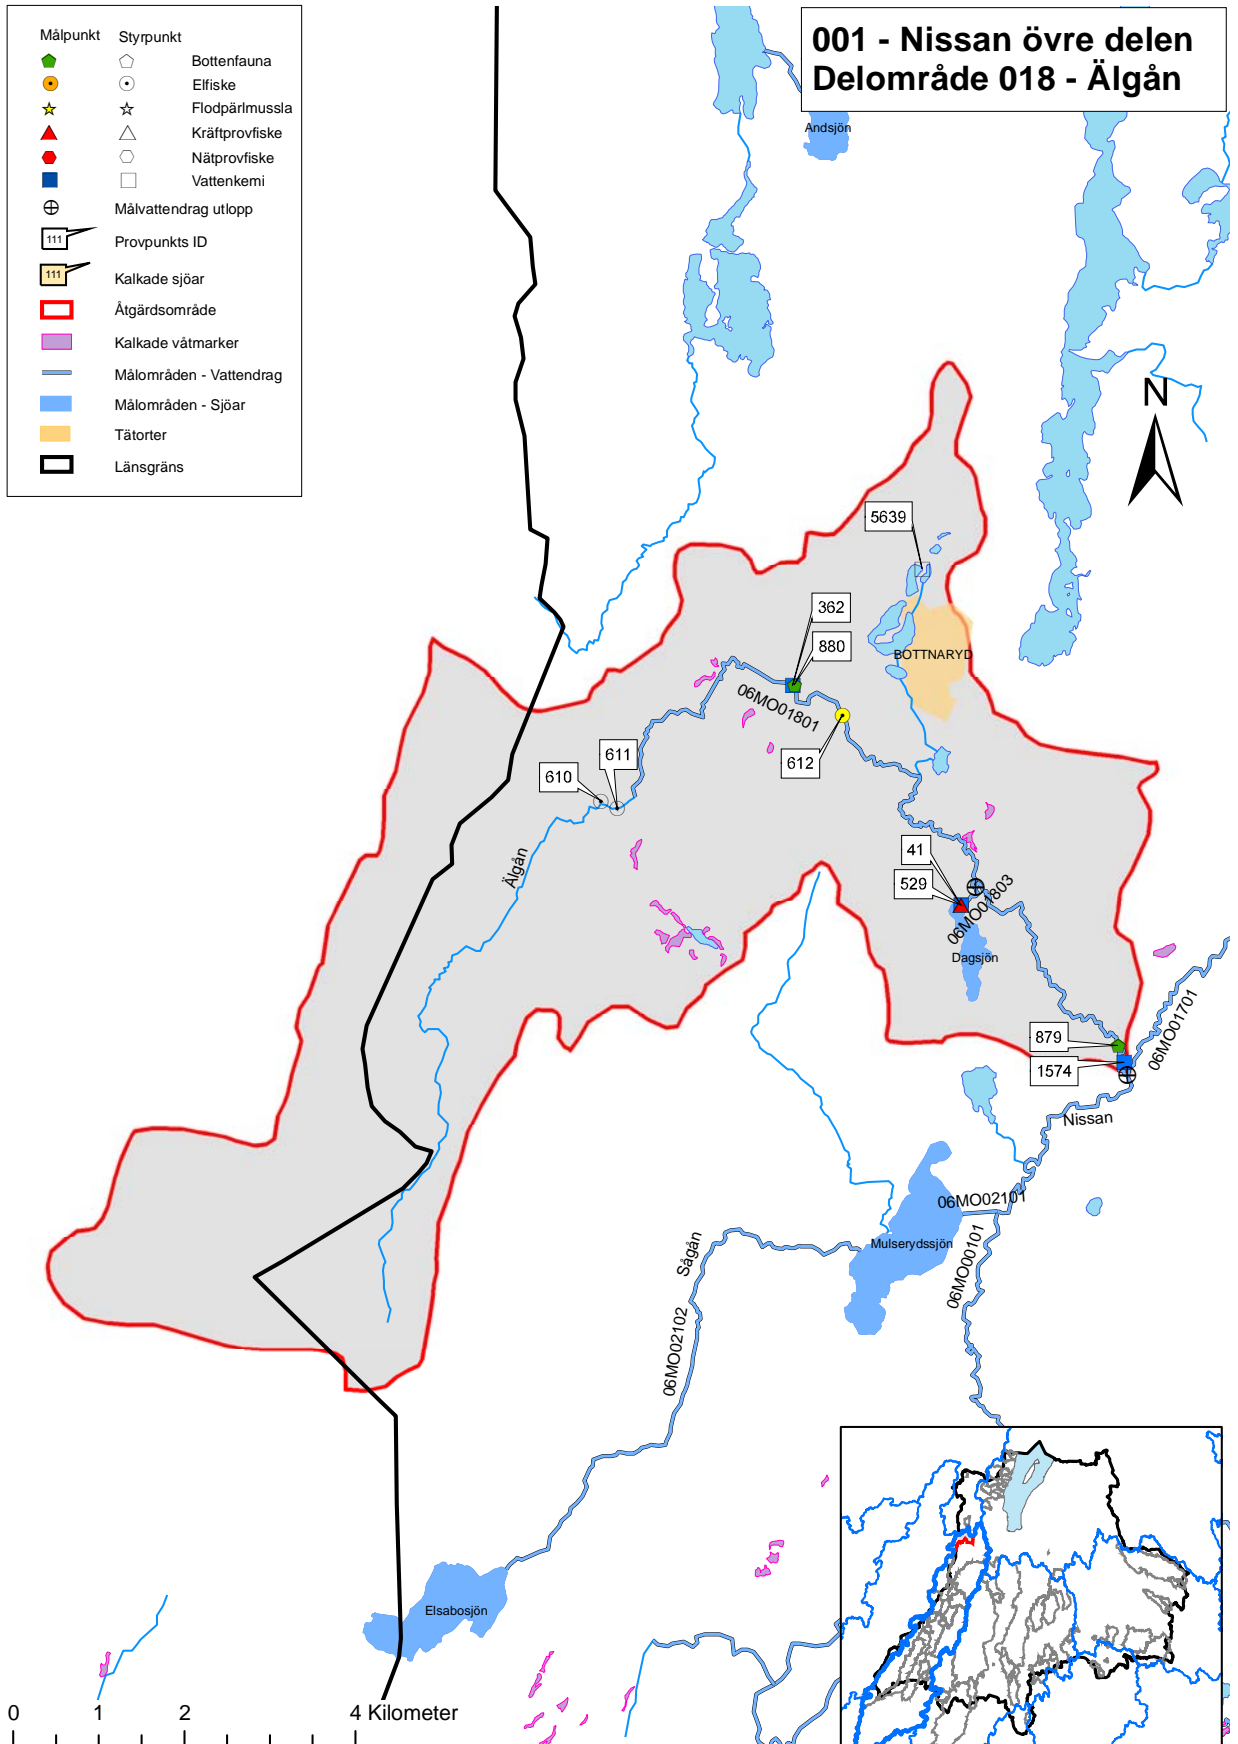 001 - Nissan övre delen
Delområde 018 - Älgån
Målpunkt Styrpunkt
Bottenfauna
Elfiske
Flodpärlmussla
Kräftprovfiske
Nätprovfiske
Vattenkemi
Målvattendrag utlopp
111 Provpunkts ID
111 Kalkade sjöar
Åtgärdsområde
Kalkade våtmarker
Målområden - Vattendrag
Målområden - Sjöar
Tätorter
Länsgräns
Andsjön
N
5639
362
880
BOTTNARYD
06MO01801
611
612
610
41
529
Älgån
06MO01803
Dagsjön
879
1574
06MO01701
Nissan
06MO02101
Mulserydssjön
Sågån
06MO00101
06MO02102
Elsabosjön
0 1 2 4 Kilometer